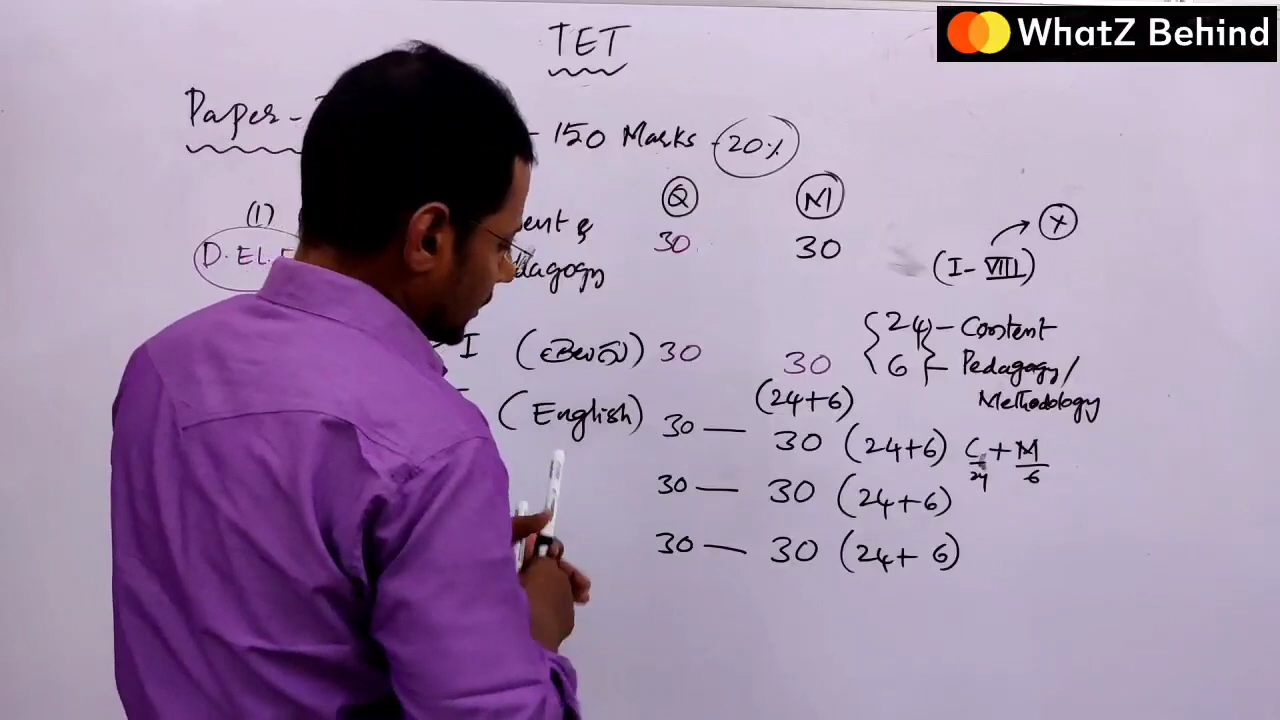 WhatZ Behind
TET
Paper-
- 150 Marks - 20%
(1) Q M
D.EL.E ent & 30 30 (I-VIII) → X
dagogy
24 - Content
I (తెలుగు) 30 30 6 - Pedagogy/
(24+6) Methodology
(English) 30 — 30 (24+6) C/24 + M/6
30 — 30 (24+6)
30 — 30 (24+6)